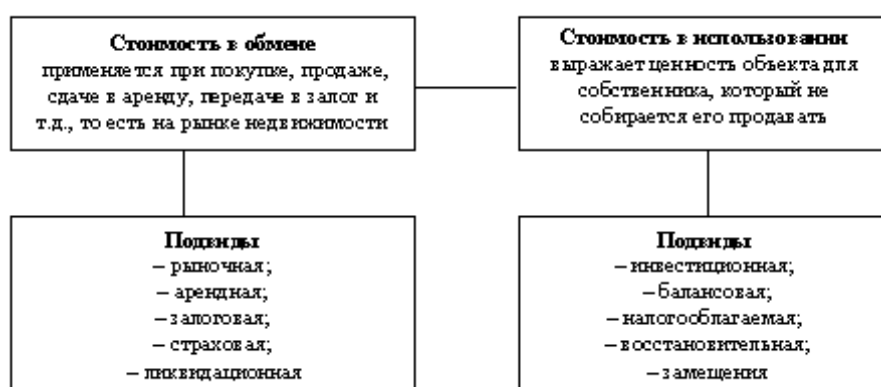 Стоимость в обмене
применяется при покупке, продаже,
сдаче в аренду, передаче в залог и
т.д., то есть на рынке недвижимости
Стоимость в использовании
выражает ценность объекта для
собственника, который не
собирается его продавать
Подвиды
– рыночная;
– арендная;
– залоговая;
– страховая;
– ликвидационная
Подвиды
– инвестиционная;
– балансовая;
– налогооблагаемая;
– восстановительная;
– замещения